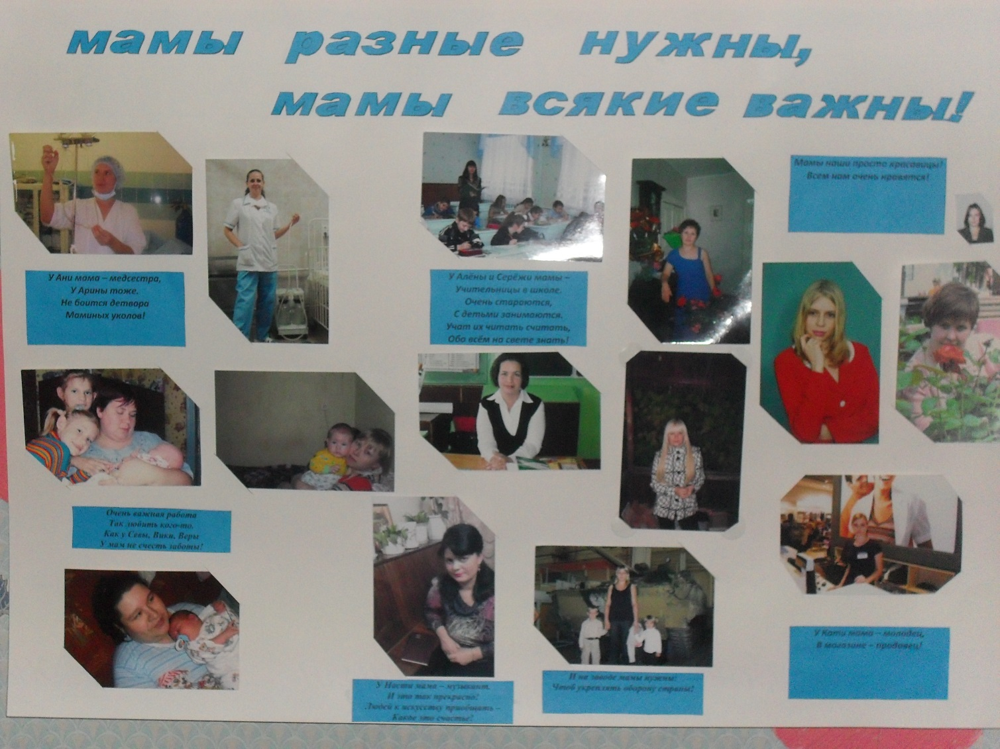 мамы разные нужны,
мамы всякие важны!
Мамы наши просто красавицы!
Всем нам очень нравятся!
У Ани мама – медсестра,
У Арины тоже.
Не боится детвора
Маминых уколов!
У Алёны и Серёжи мамы –
Учительницы в школе.
Очень стараются,
С детьми занимаются.
Учат их читать считать,
Обо всём на свете знать!
Очень важная работа
Так любить кого-то.
Как у Севы, Вики, Веры
У мам не счесть заботы!
У Насти мама – музыкант.
И это так прекрасно!
Людей к искусству приобщать –
Какое это счастье!
И на заводе мамы нужны!
Чтоб укреплять оборону страны!
У Кати мама – молодец,
В магазине – продавец!